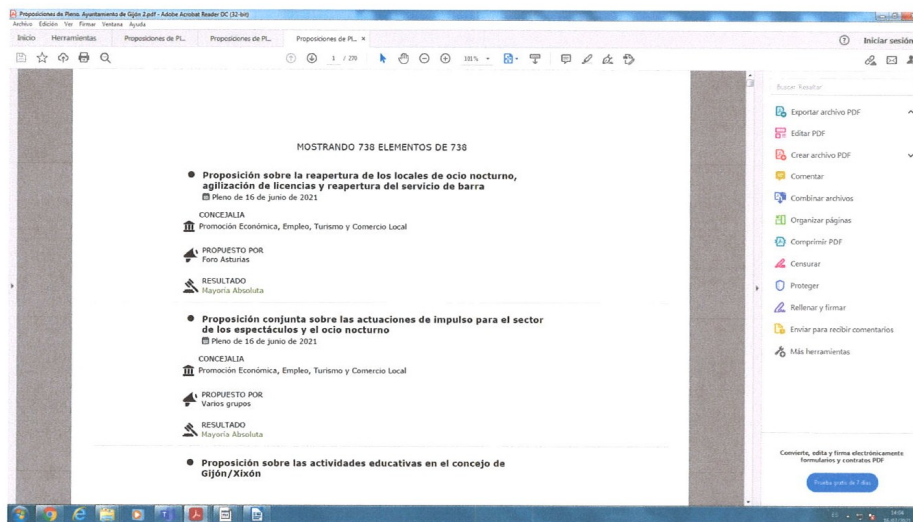 Proposiciones de Pleno. Ayuntamiento de Gijón 2.pdf - Adobe Acrobat Reader DC (32-bit)
Archivo Edición Ver Firmar Ventana Ayuda
Inicio Herramientas Proposiciones de Pl... Proposiciones de Pl... Proposiciones de Pl... × Iniciar sesión
1 / 270 101%
MOSTRANDO 738 ELEMENTOS DE 738
Proposición sobre la reapertura de los locales de ocio nocturno,
agilización de licencias y reapertura del servicio de barra
Pleno de 16 de junio de 2021
CONCEJALIA
Promoción Económica, Empleo, Turismo y Comercio Local
PROPUESTO POR
Foro Asturias
RESULTADO
Mayoría Absoluta
Proposición conjunta sobre las actuaciones de impulso para el sector
de los espectáculos y el ocio nocturno
Pleno de 16 de junio de 2021
CONCEJALIA
Promoción Económica, Empleo, Turismo y Comercio Local
PROPUESTO POR
Varios grupos
RESULTADO
Mayoría Absoluta
Proposición sobre las actividades educativas en el concejo de
Gijón/Xixón
Exportar archivo PDF
Editar PDF
Crear archivo PDF
Comentar
Combinar archivos
Organizar páginas
Comprimir PDF
Censurar
Proteger
Rellenar y firmar
Enviar para recibir comentarios
Más herramientas
Convierte, edita y firma electrónicamente
formularios y contratos PDF
Prueba gratis de 7 días
ES
14:06